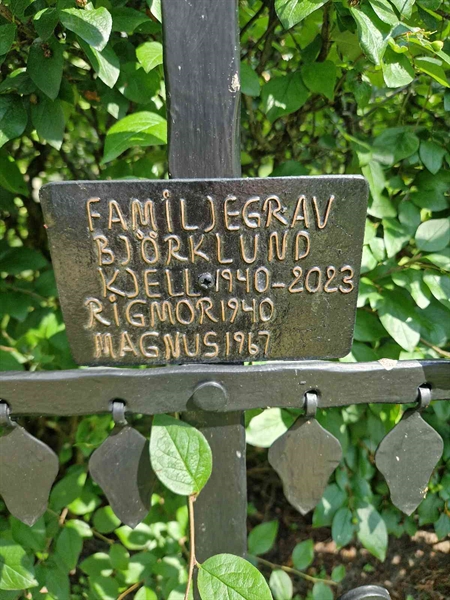 FAMILJEGRAV
BJÖRKLUND
KJELL 1940-2023
RIGMOR 1940
MAGNUS 1967